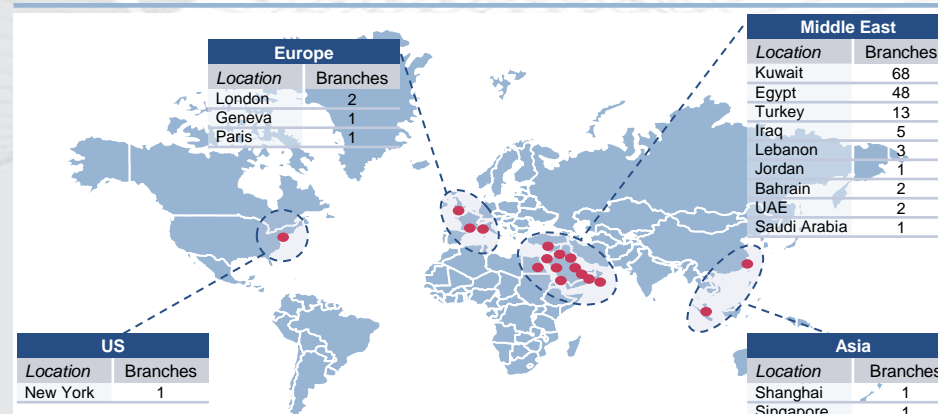 Europe
Location Branches
London 2
Geneva 1
Paris 1
Middle East
Location Branches
Kuwait 68
Egypt 48
Turkey 13
Iraq 5
Lebanon 3
Jordan 1
Bahrain 2
UAE 2
Saudi Arabia 1
US
Location Branches
New York 1
Asia
Location Branches
Shanghai 1
Singapore 1